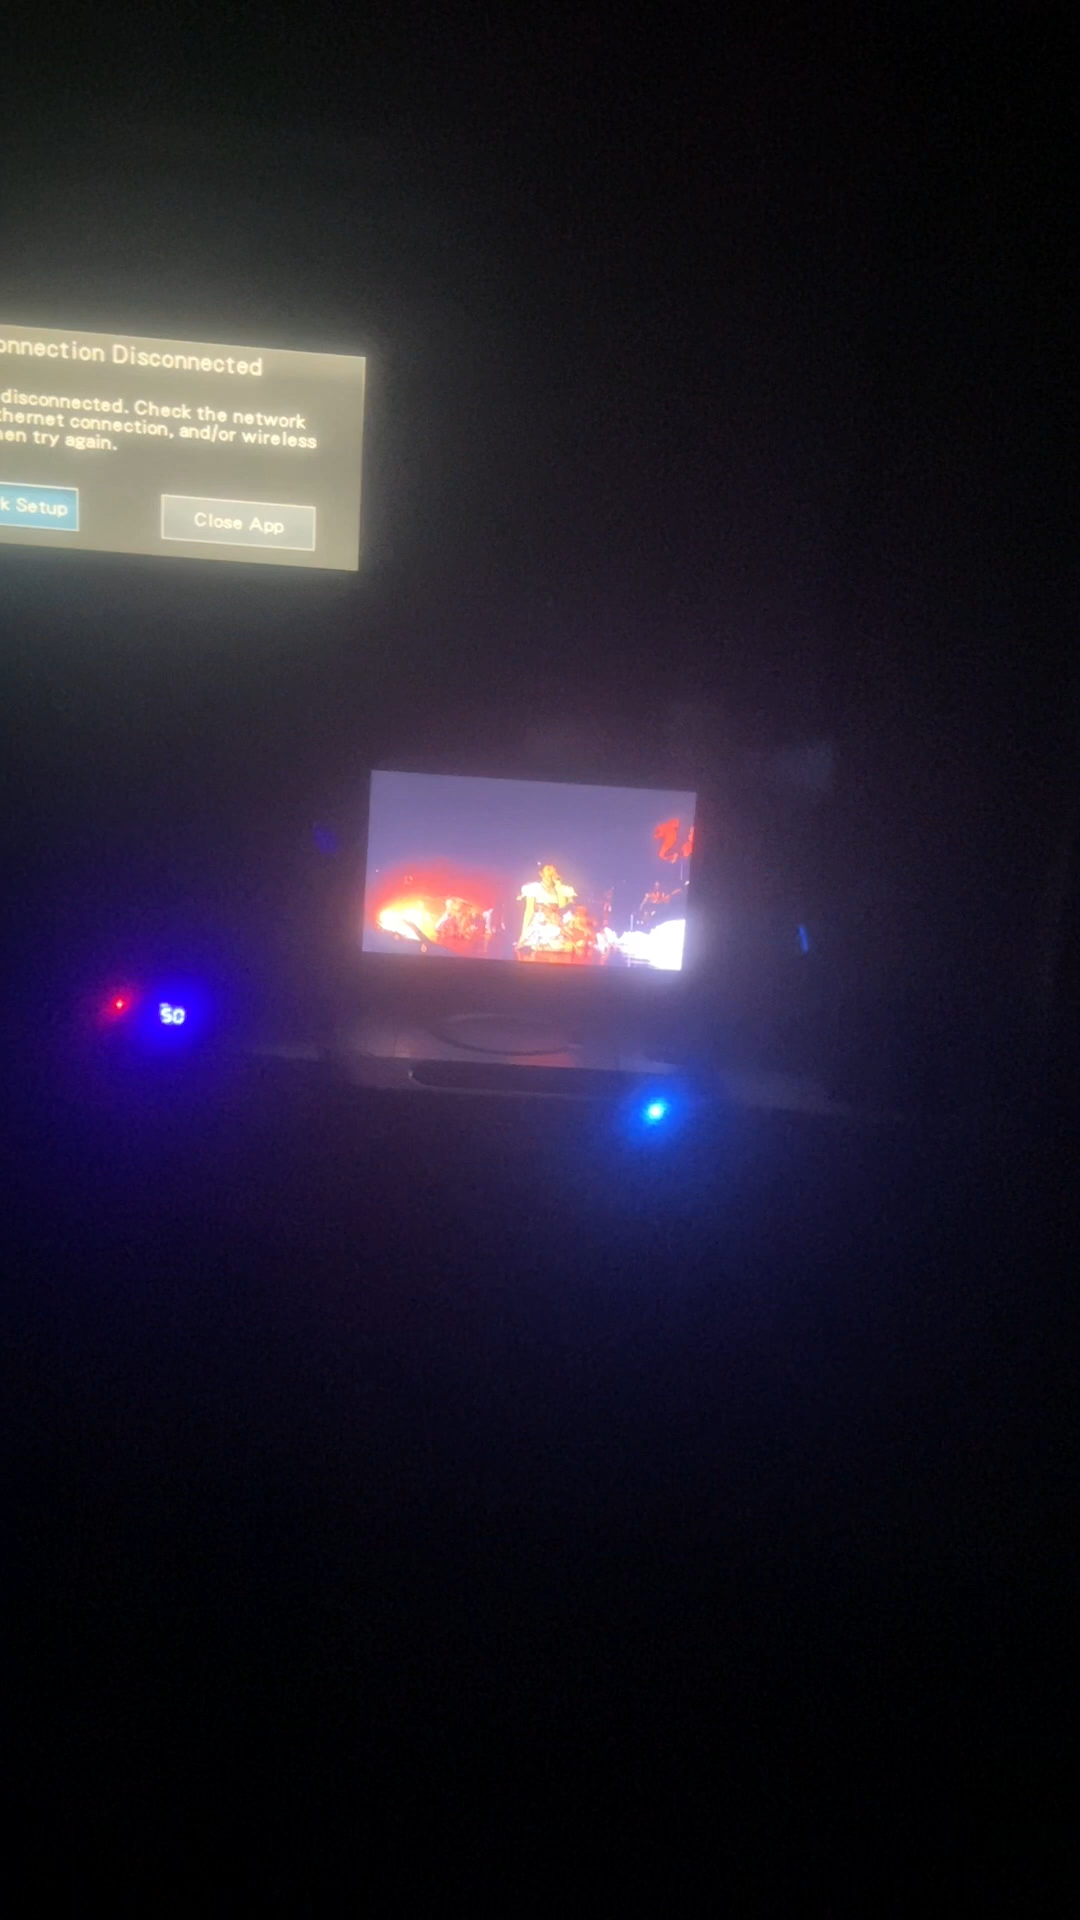 onnection Disconnected
disconnected. Check the network
thernet connection, and/or wireless
hen try again.
k Setup
Close App
50